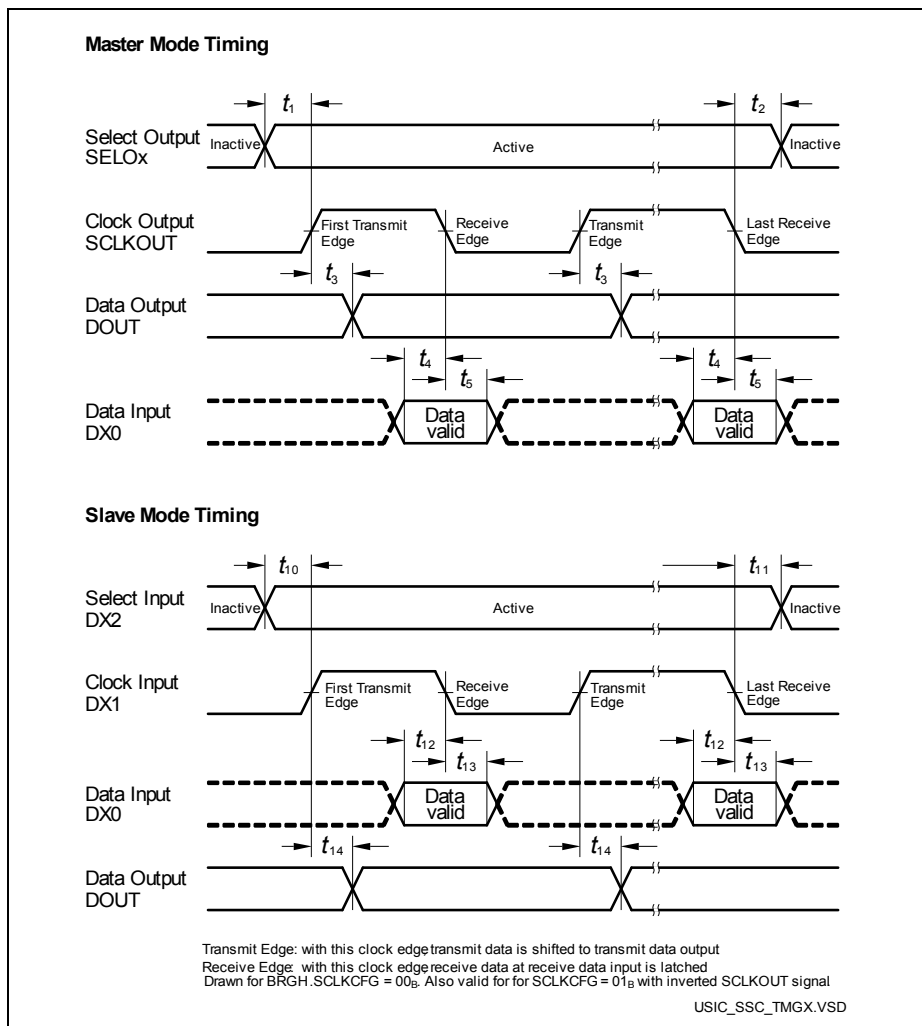 Master Mode Timing
t1
t2
Select Output
SELOx
Inactive
Active
Inactive
Clock Output
SCLKOUT
First Transmit
Edge
Receive
Edge
Transmit
Edge
Last Receive
Edge
t3
t3
Data Output
DOUT
t4
t5
t4
t5
Data Input
DX0
Data
valid
Data
valid
Slave Mode Timing
t10
t11
Select Input
DX2
Inactive
Active
Inactive
Clock Input
DX1
First Transmit
Edge
Receive
Edge
Transmit
Edge
Last Receive
Edge
t12
t13
t12
t13
Data Input
DX0
Data
valid
Data
valid
t14
t14
Data Output
DOUT
Transmit Edge: with this clock edge, transmit data is shifted to transmit data output
Receive Edge: with this clock edge, receive data at receive data input is latched
Drawn for BRGH.SCLKCFG = 00B. Also valid for for SCLKCFG = 01B with inverted SCLKOUT signal
USIC_SSC_TMGX.VSD